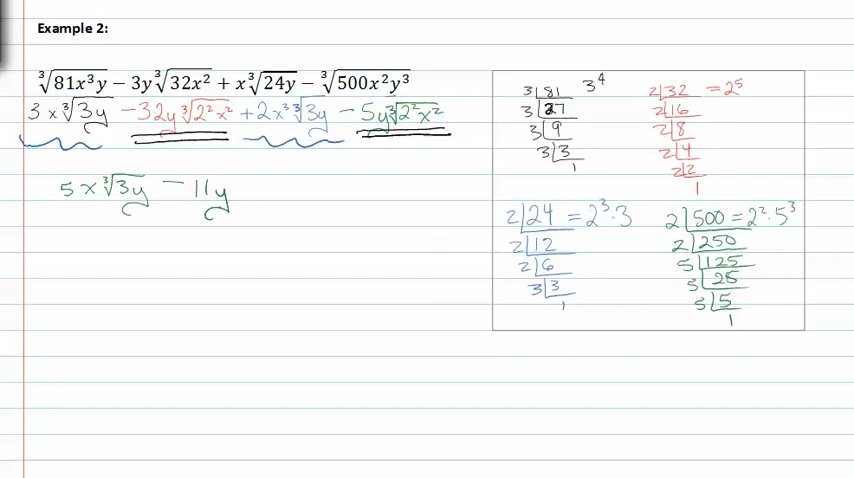 Example 2:
∛(81x³y) − 3y∛(32x²) + x∛(24y) − ∛(500x²y³)
3x∛(3y) − 3·2y∛(2²x²) + 2x∛(3y) − 5y∛(2²x²)
5x∛(3y) − 11y
3 | 81 3⁴
3 | 27
3 | 9
3 | 3
1
2 | 32 = 2⁵
2 | 16
2 | 8
2 | 4
2 | 2
1
2 | 24 = 2³·3
2 | 12
2 | 6
3 | 3
1
2 | 500 = 2²·5³
2 | 250
5 | 125
5 | 25
5 | 5
1